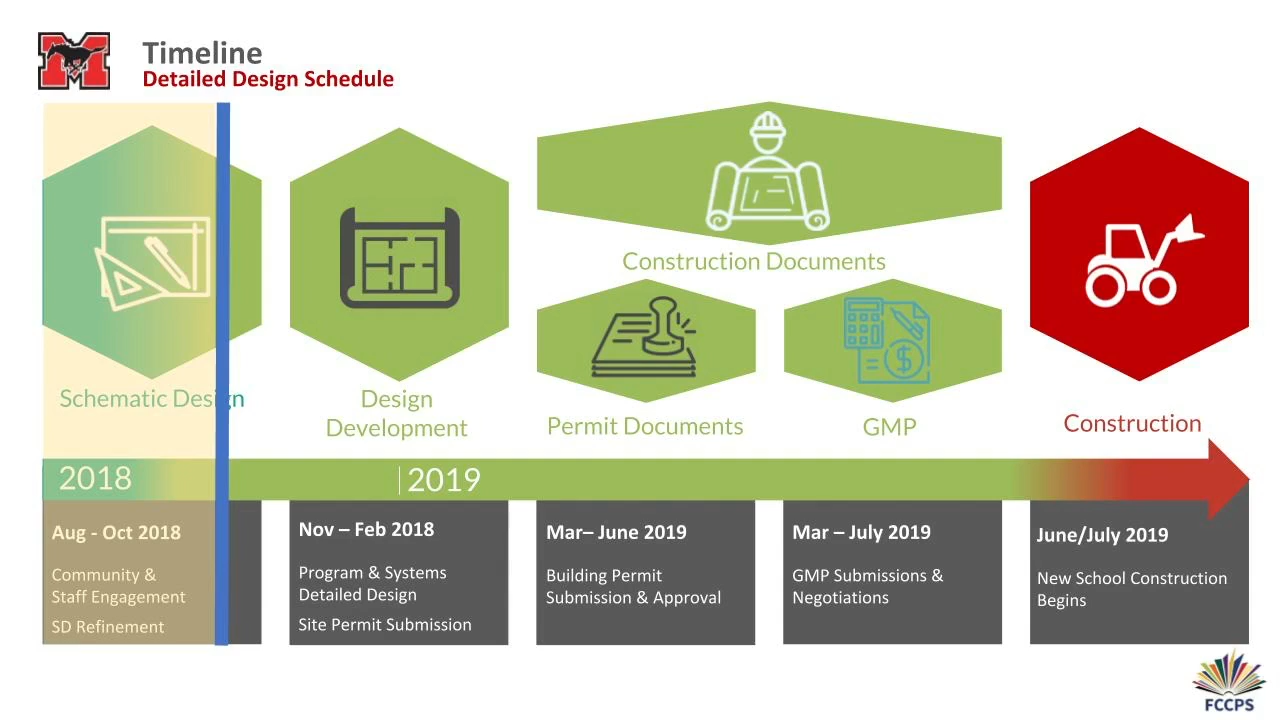 M
Timeline
Detailed Design Schedule
Construction Documents
Schematic Design
Design
Development
Permit Documents
GMP
Construction
$
2018
2019
Aug - Oct 2018
Community &
Staff Engagement
SD Refinement
Nov – Feb 2018
Program & Systems
Detailed Design
Site Permit Submission
Mar– June 2019
Building Permit
Submission & Approval
Mar – July 2019
GMP Submissions &
Negotiations
June/July 2019
New School Construction
Begins
FCCPS